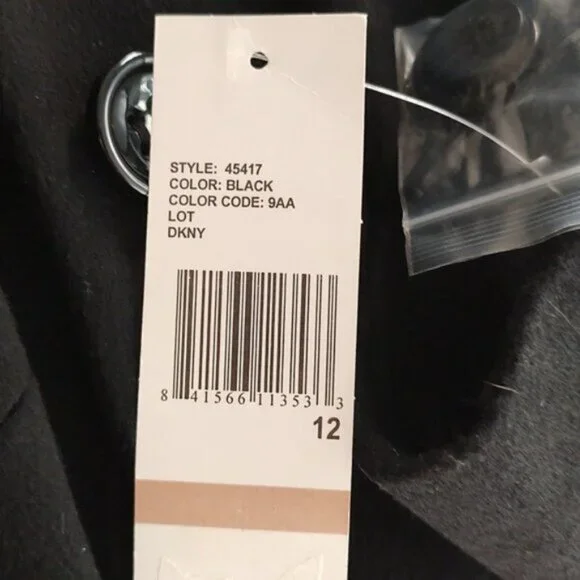 STYLE: 45417
COLOR: BLACK
COLOR CODE: 9AA
LOT
DKNY
8 41566 11353 3
12